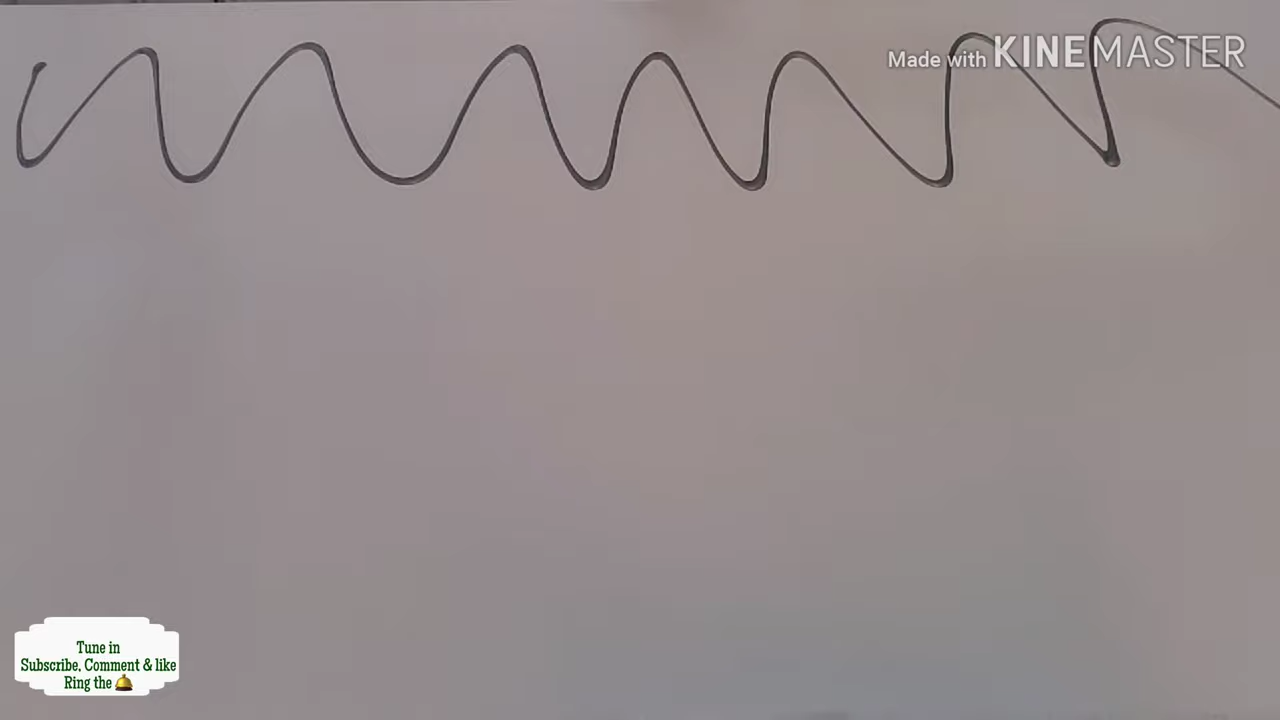 Made with KINEMASTER
Tune in
Subscribe, Comment & like
Ring the 🛎